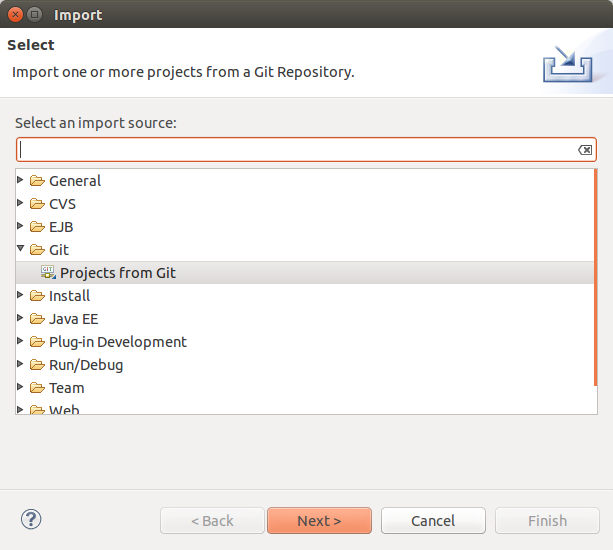 Import
Select
Import one or more projects from a Git Repository.
Select an import source:
General
CVS
EJB
Git
GIT
Projects from Git
Install
Java EE
Plug-in Development
Run/Debug
Team
Web
?
< Back
Next >
Cancel
Finish